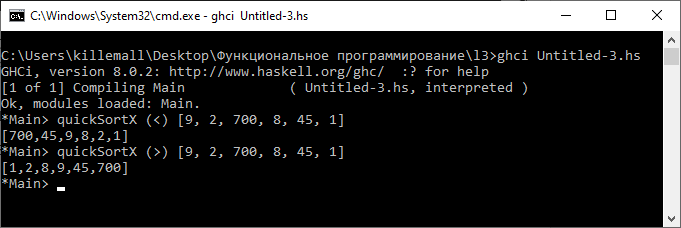 C:\Windows\System32\cmd.exe - ghci  Untitled-3.hs
C:\Users\killemall\Desktop\Функциональное программирование\l3>ghci Untitled-3.hs
GHCi, version 8.0.2: http://www.haskell.org/ghc/  :? for help
[1 of 1] Compiling Main             ( Untitled-3.hs, interpreted )
Ok, modules loaded: Main.
*Main> quickSortX (<) [9, 2, 700, 8, 45, 1]
[700,45,9,8,2,1]
*Main> quickSortX (>) [9, 2, 700, 8, 45, 1]
[1,2,8,9,45,700]
*Main>